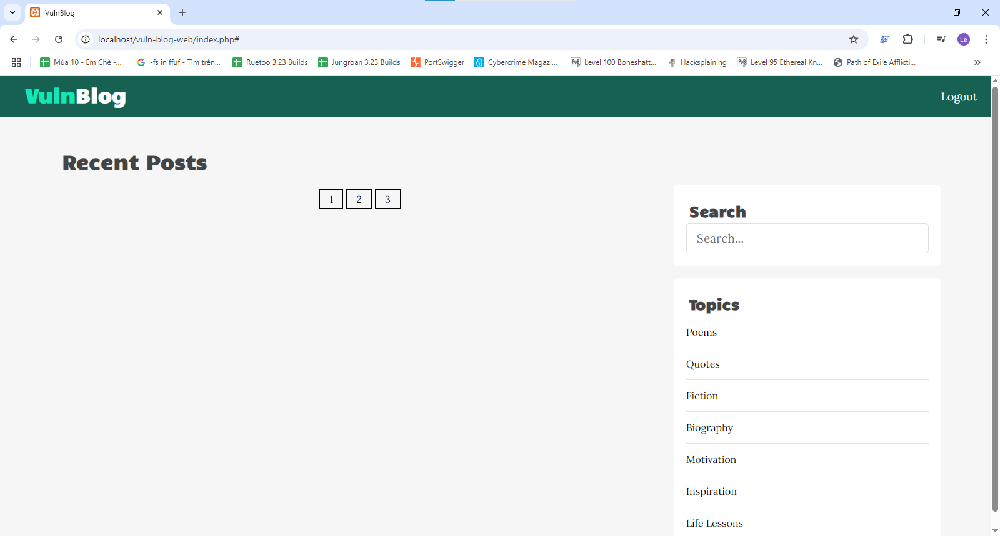 VulnBlog
localhost/vuln-blog-web/index.php#
Lê
Mùa 10 - Em Chè -...
-fs in ffuf - Tìm trên...
Ruetoo 3.23 Builds
Jungroan 3.23 Builds
PortSwigger
Cybercrime Magazi...
PoB
Level 100 Boneshatt...
Hacksplaining
PoB
Level 95 Ethereal Kn...
Path of Exile Afflicti...
VulnBlog
Logout
Recent Posts
1 2 3
Search
Search...
Topics
Poems
Quotes
Fiction
Biography
Motivation
Inspiration
Life Lessons